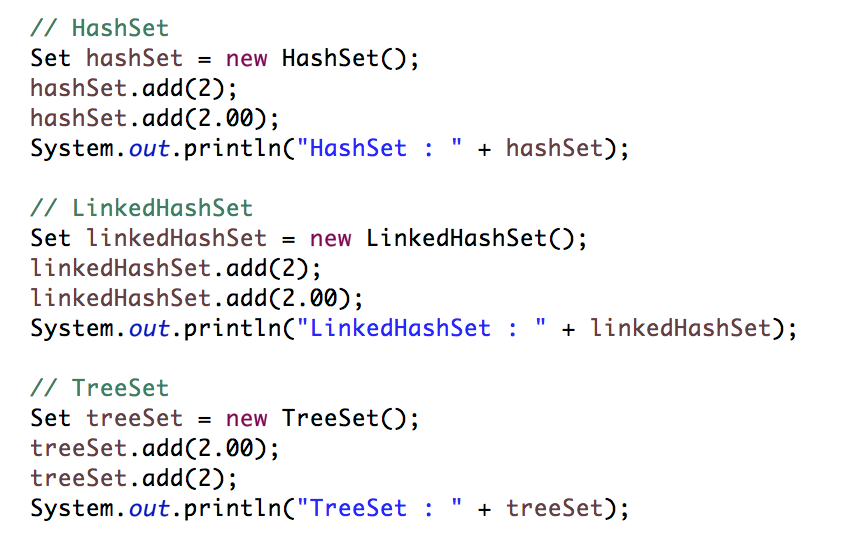 // HashSet
Set hashSet = new HashSet();
hashSet.add(2);
hashSet.add(2.00);
System.out.println("HashSet : " + hashSet);
// LinkedHashSet
Set linkedHashSet = new LinkedHashSet();
linkedHashSet.add(2);
linkedHashSet.add(2.00);
System.out.println("LinkedHashSet : " + linkedHashSet);
// TreeSet
Set treeSet = new TreeSet();
treeSet.add(2.00);
treeSet.add(2);
System.out.println("TreeSet : " + treeSet);